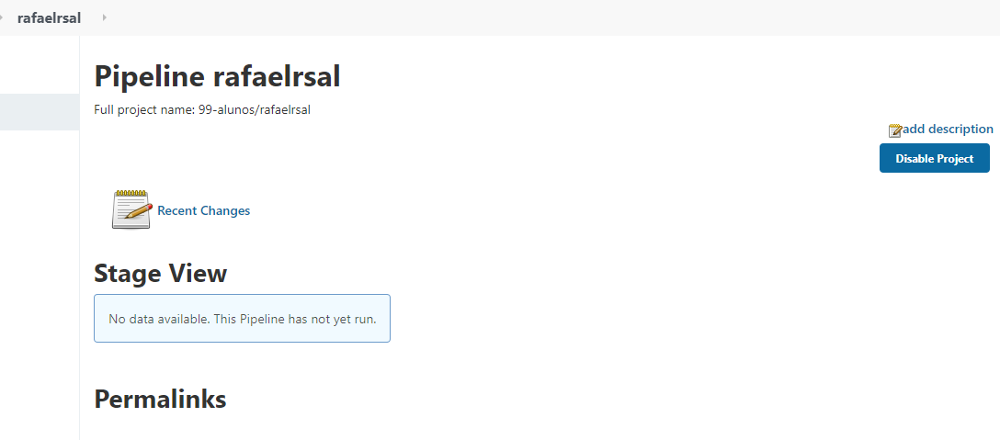 rafaelrsal
Pipeline rafaelrsal
Full project name: 99-alunos/rafaelrsal
add description
Disable Project
Recent Changes
Stage View
No data available. This Pipeline has not yet run.
Permalinks